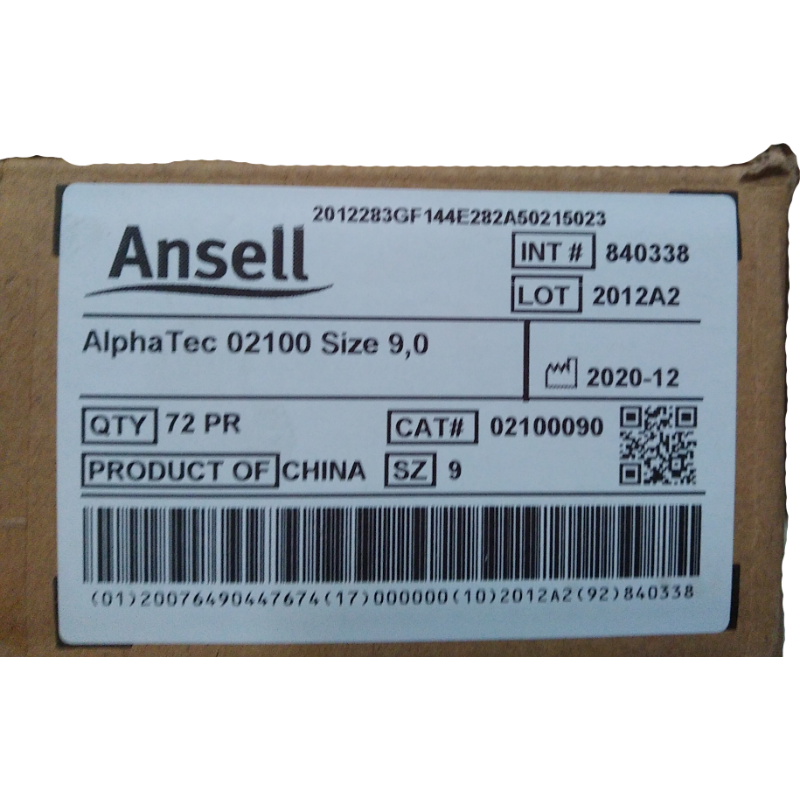 2012283GF144E282A50215023
Ansell
INT # 840338
LOT 2012A2
AlphaTec 02100 Size 9,0
2020-12
QTY 72 PR CAT# 02100090
PRODUCT OF CHINA SZ 9
(01)20076490447674(17)000000(10)2012A2(92)840338